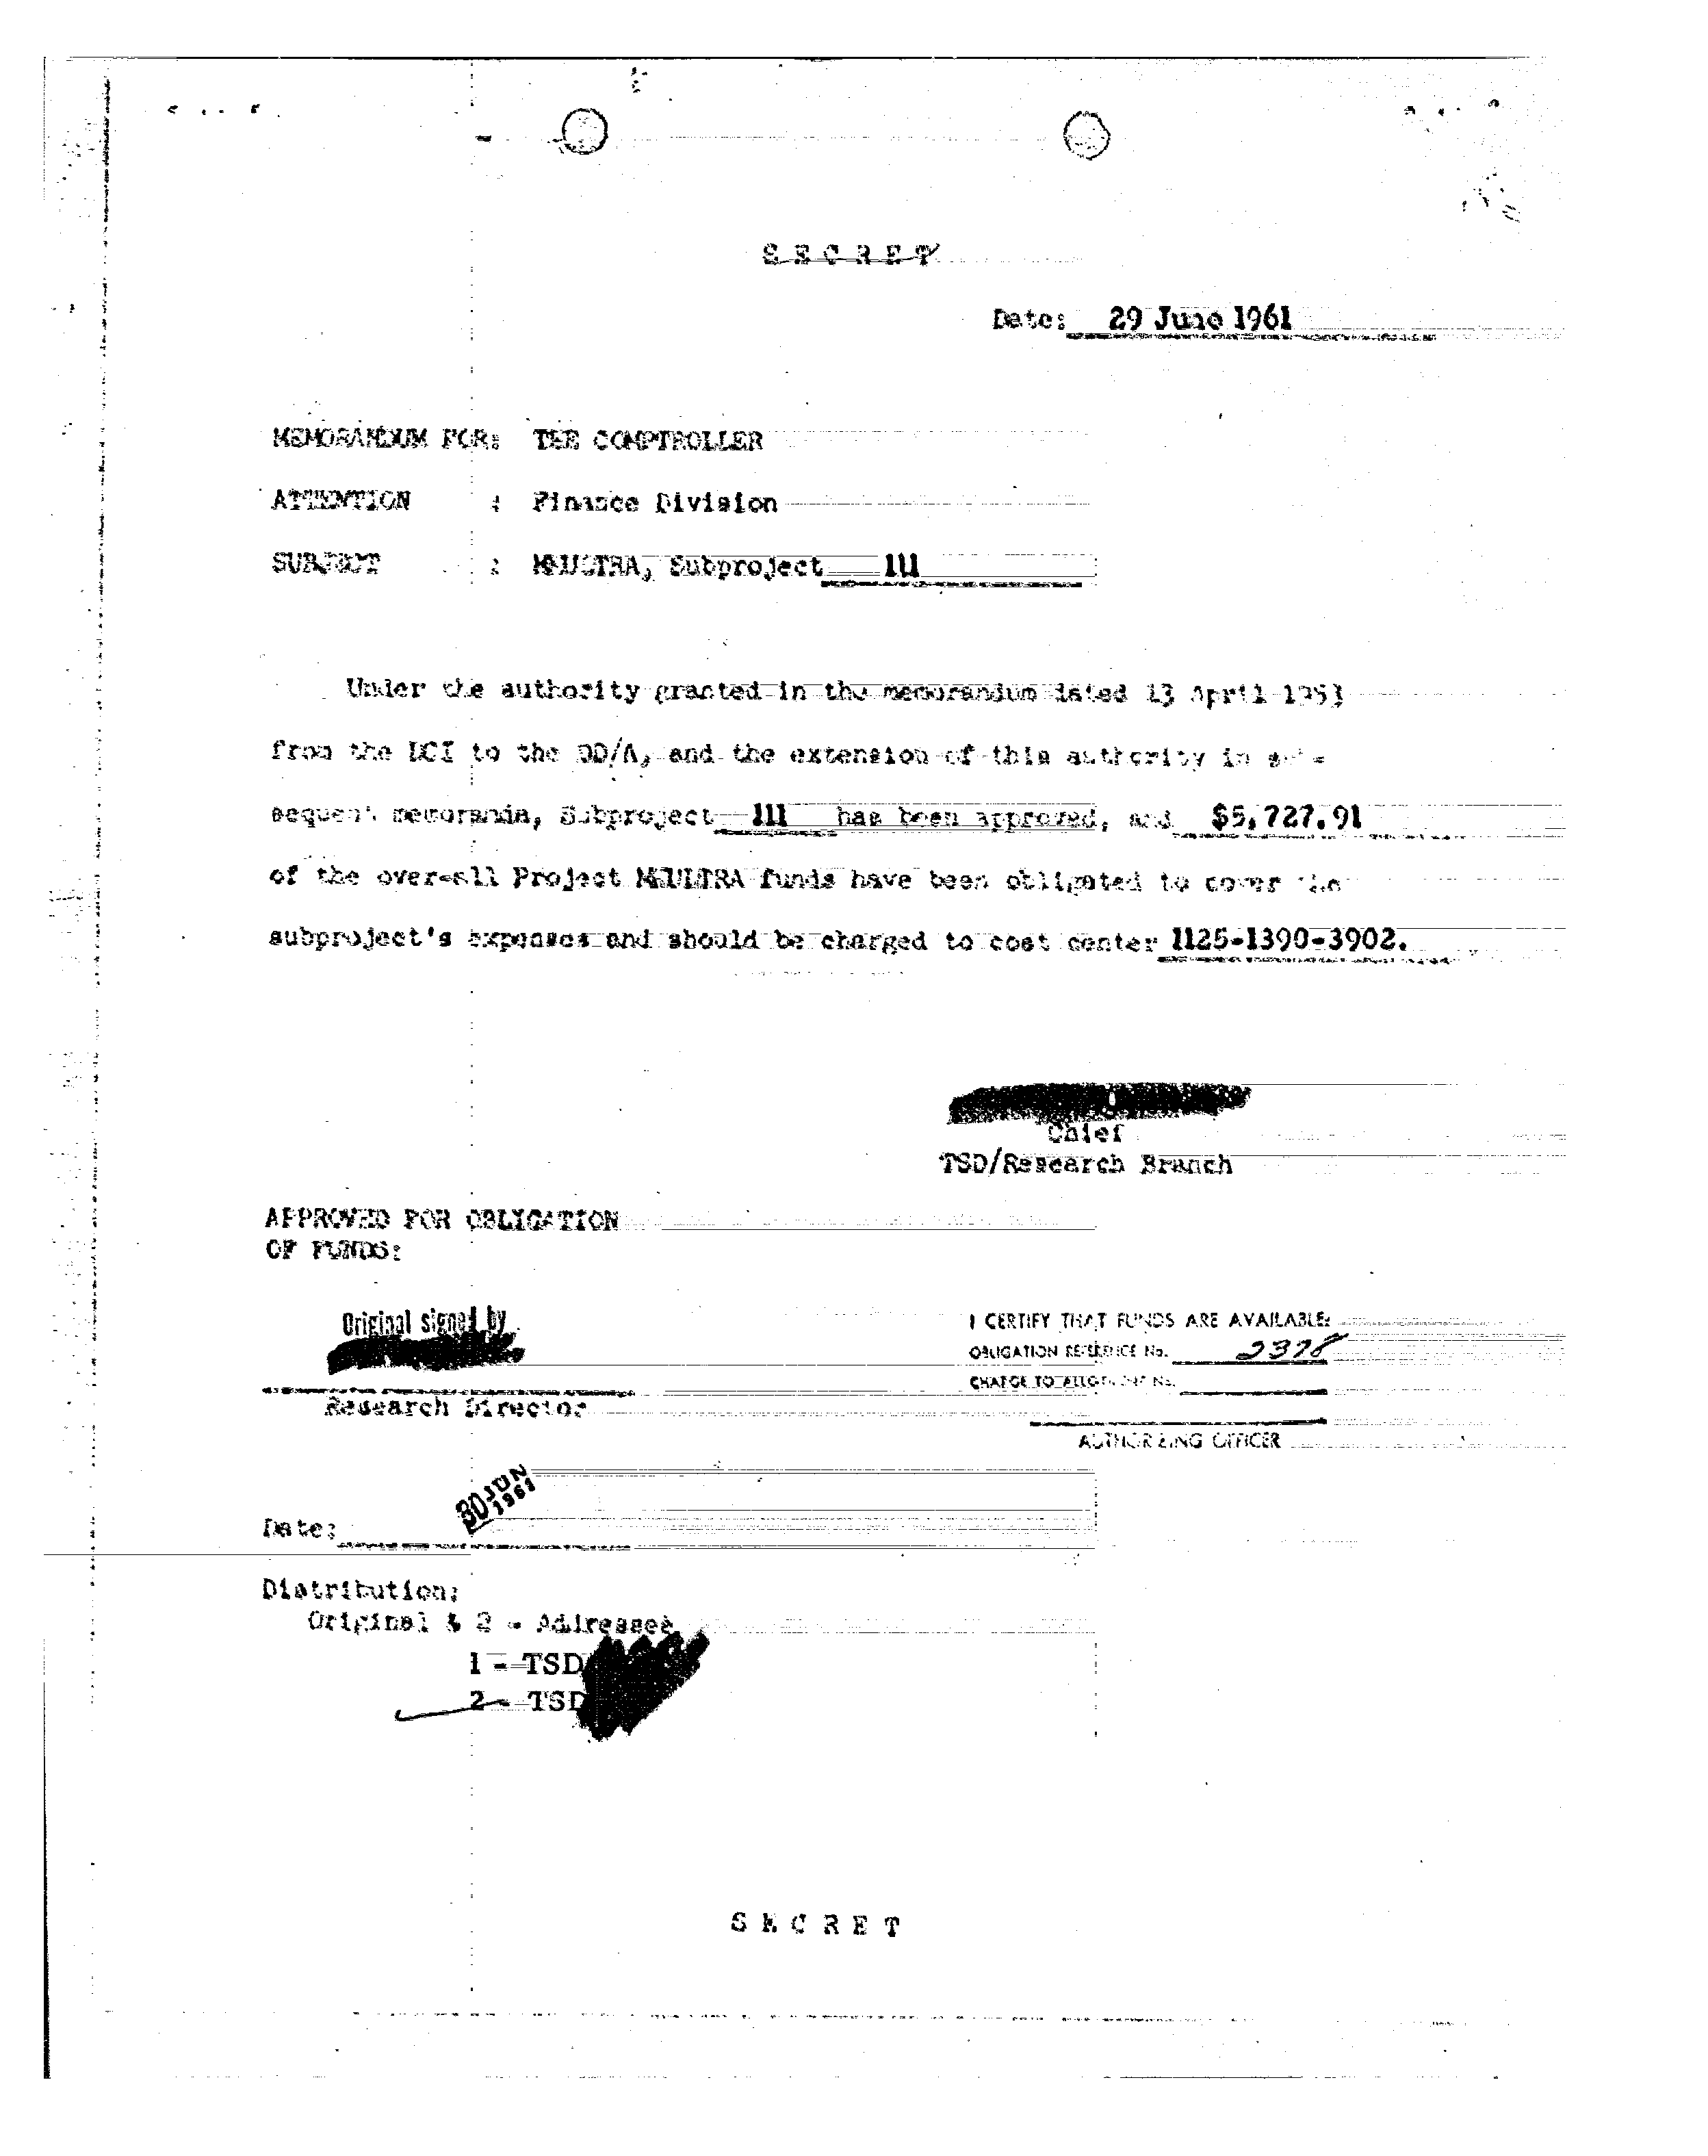 SECRET
Date: 29 June 1961
MEMORANDUM FOR: THE COMPTROLLER
ATTENTION : Finance Division
SUBJECT : MKULTRA, Subproject 111
Under the authority granted in the memorandum dated 13 April 1953
from the DCI to the DD/A, and the extension of this authority in sub-
sequent memoranda, Subproject 111 has been approved, and $5,727.91
of the over-all Project MKULTRA funds have been obligated to cover the
subproject's expenses and should be charged to cost center 1125-1390-3902.
Chief
TSD/Research Branch
APPROVED FOR OBLIGATION
OF FUNDS:
Original signed by
Research Director
I CERTIFY THAT FUNDS ARE AVAILABLE:
OBLIGATION REFERENCE No. 2378
CHARGE TO ALLOTMENT No.
AUTHORIZING OFFICER
Date: 30 JUN 1961
Distribution:
Original & 2 - Addressee
1 - TSD
2 - TSD
SECRET